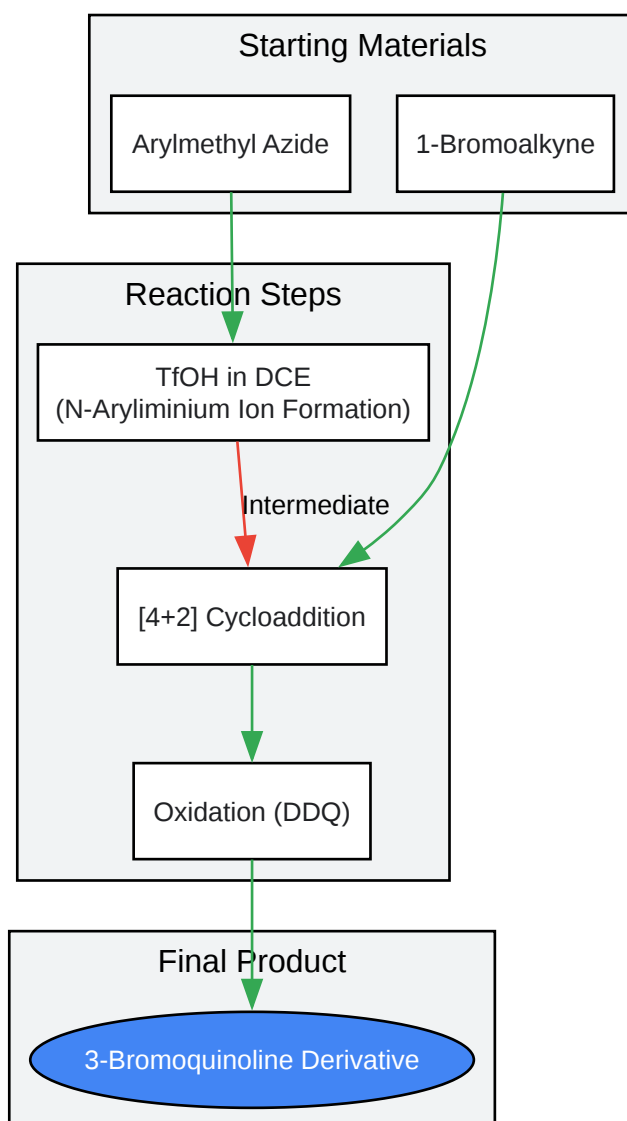 Starting Materials
Arylmethyl Azide
1-Bromoalkyne
Reaction Steps
TfOH in DCE
(N-Aryliminium Ion Formation)
Intermediate
[4+2] Cycloaddition
Oxidation (DDQ)
Final Product
3-Bromoquinoline Derivative